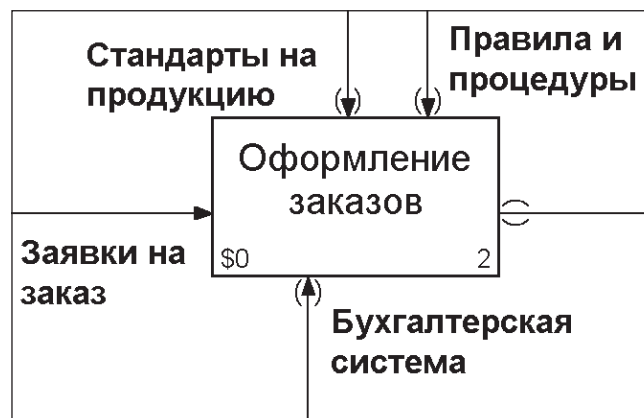 Стандарты на
продукцию
Правила и
процедуры
Оформление
заказов
$0
2
Заявки на
заказ
Бухгалтерская
система